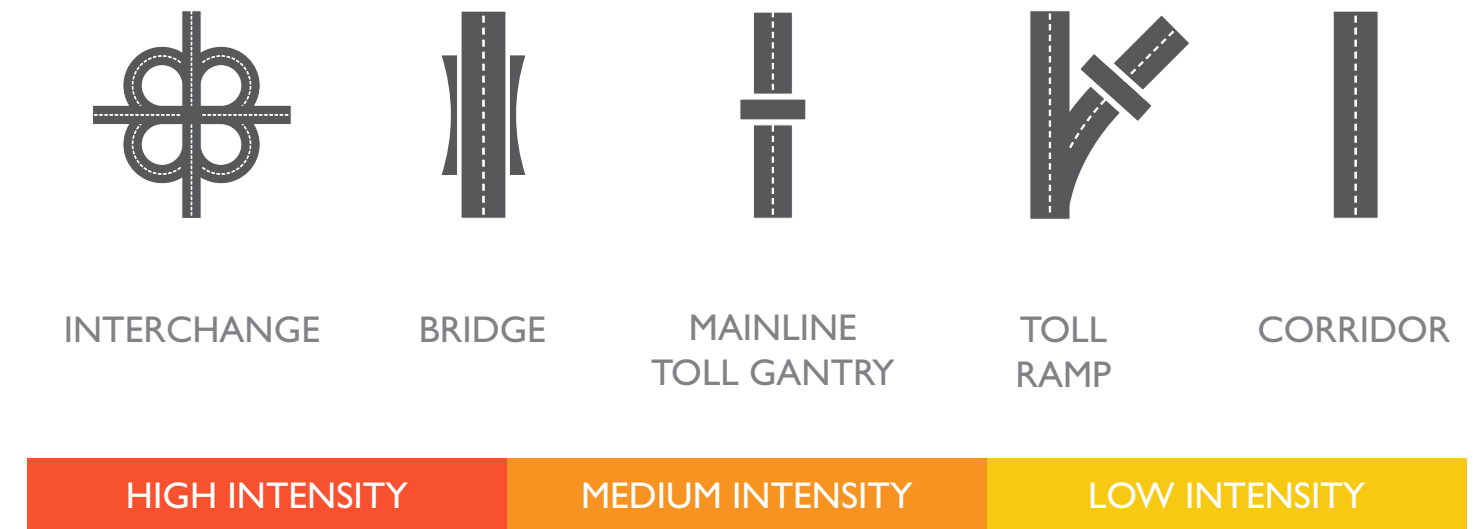 INTERCHANGE
BRIDGE
MAINLINE
TOLL GANTRY
TOLL
RAMP
CORRIDOR
HIGH INTENSITY
MEDIUM INTENSITY
LOW INTENSITY